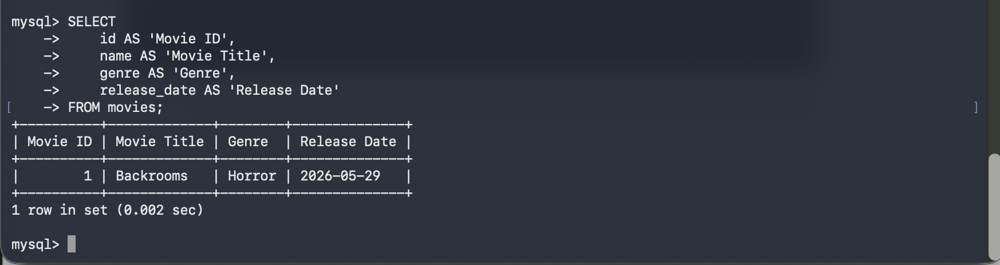 mysql> SELECT
    ->     id AS 'Movie ID',
    ->     name AS 'Movie Title',
    ->     genre AS 'Genre',
    ->     release_date AS 'Release Date'
[    -> FROM movies; ]
+----------+-------------+--------+--------------+
| Movie ID | Movie Title | Genre  | Release Date |
+----------+-------------+--------+--------------+
|        1 | Backrooms   | Horror | 2026-05-29   |
+----------+-------------+--------+--------------+
1 row in set (0.002 sec)
mysql>